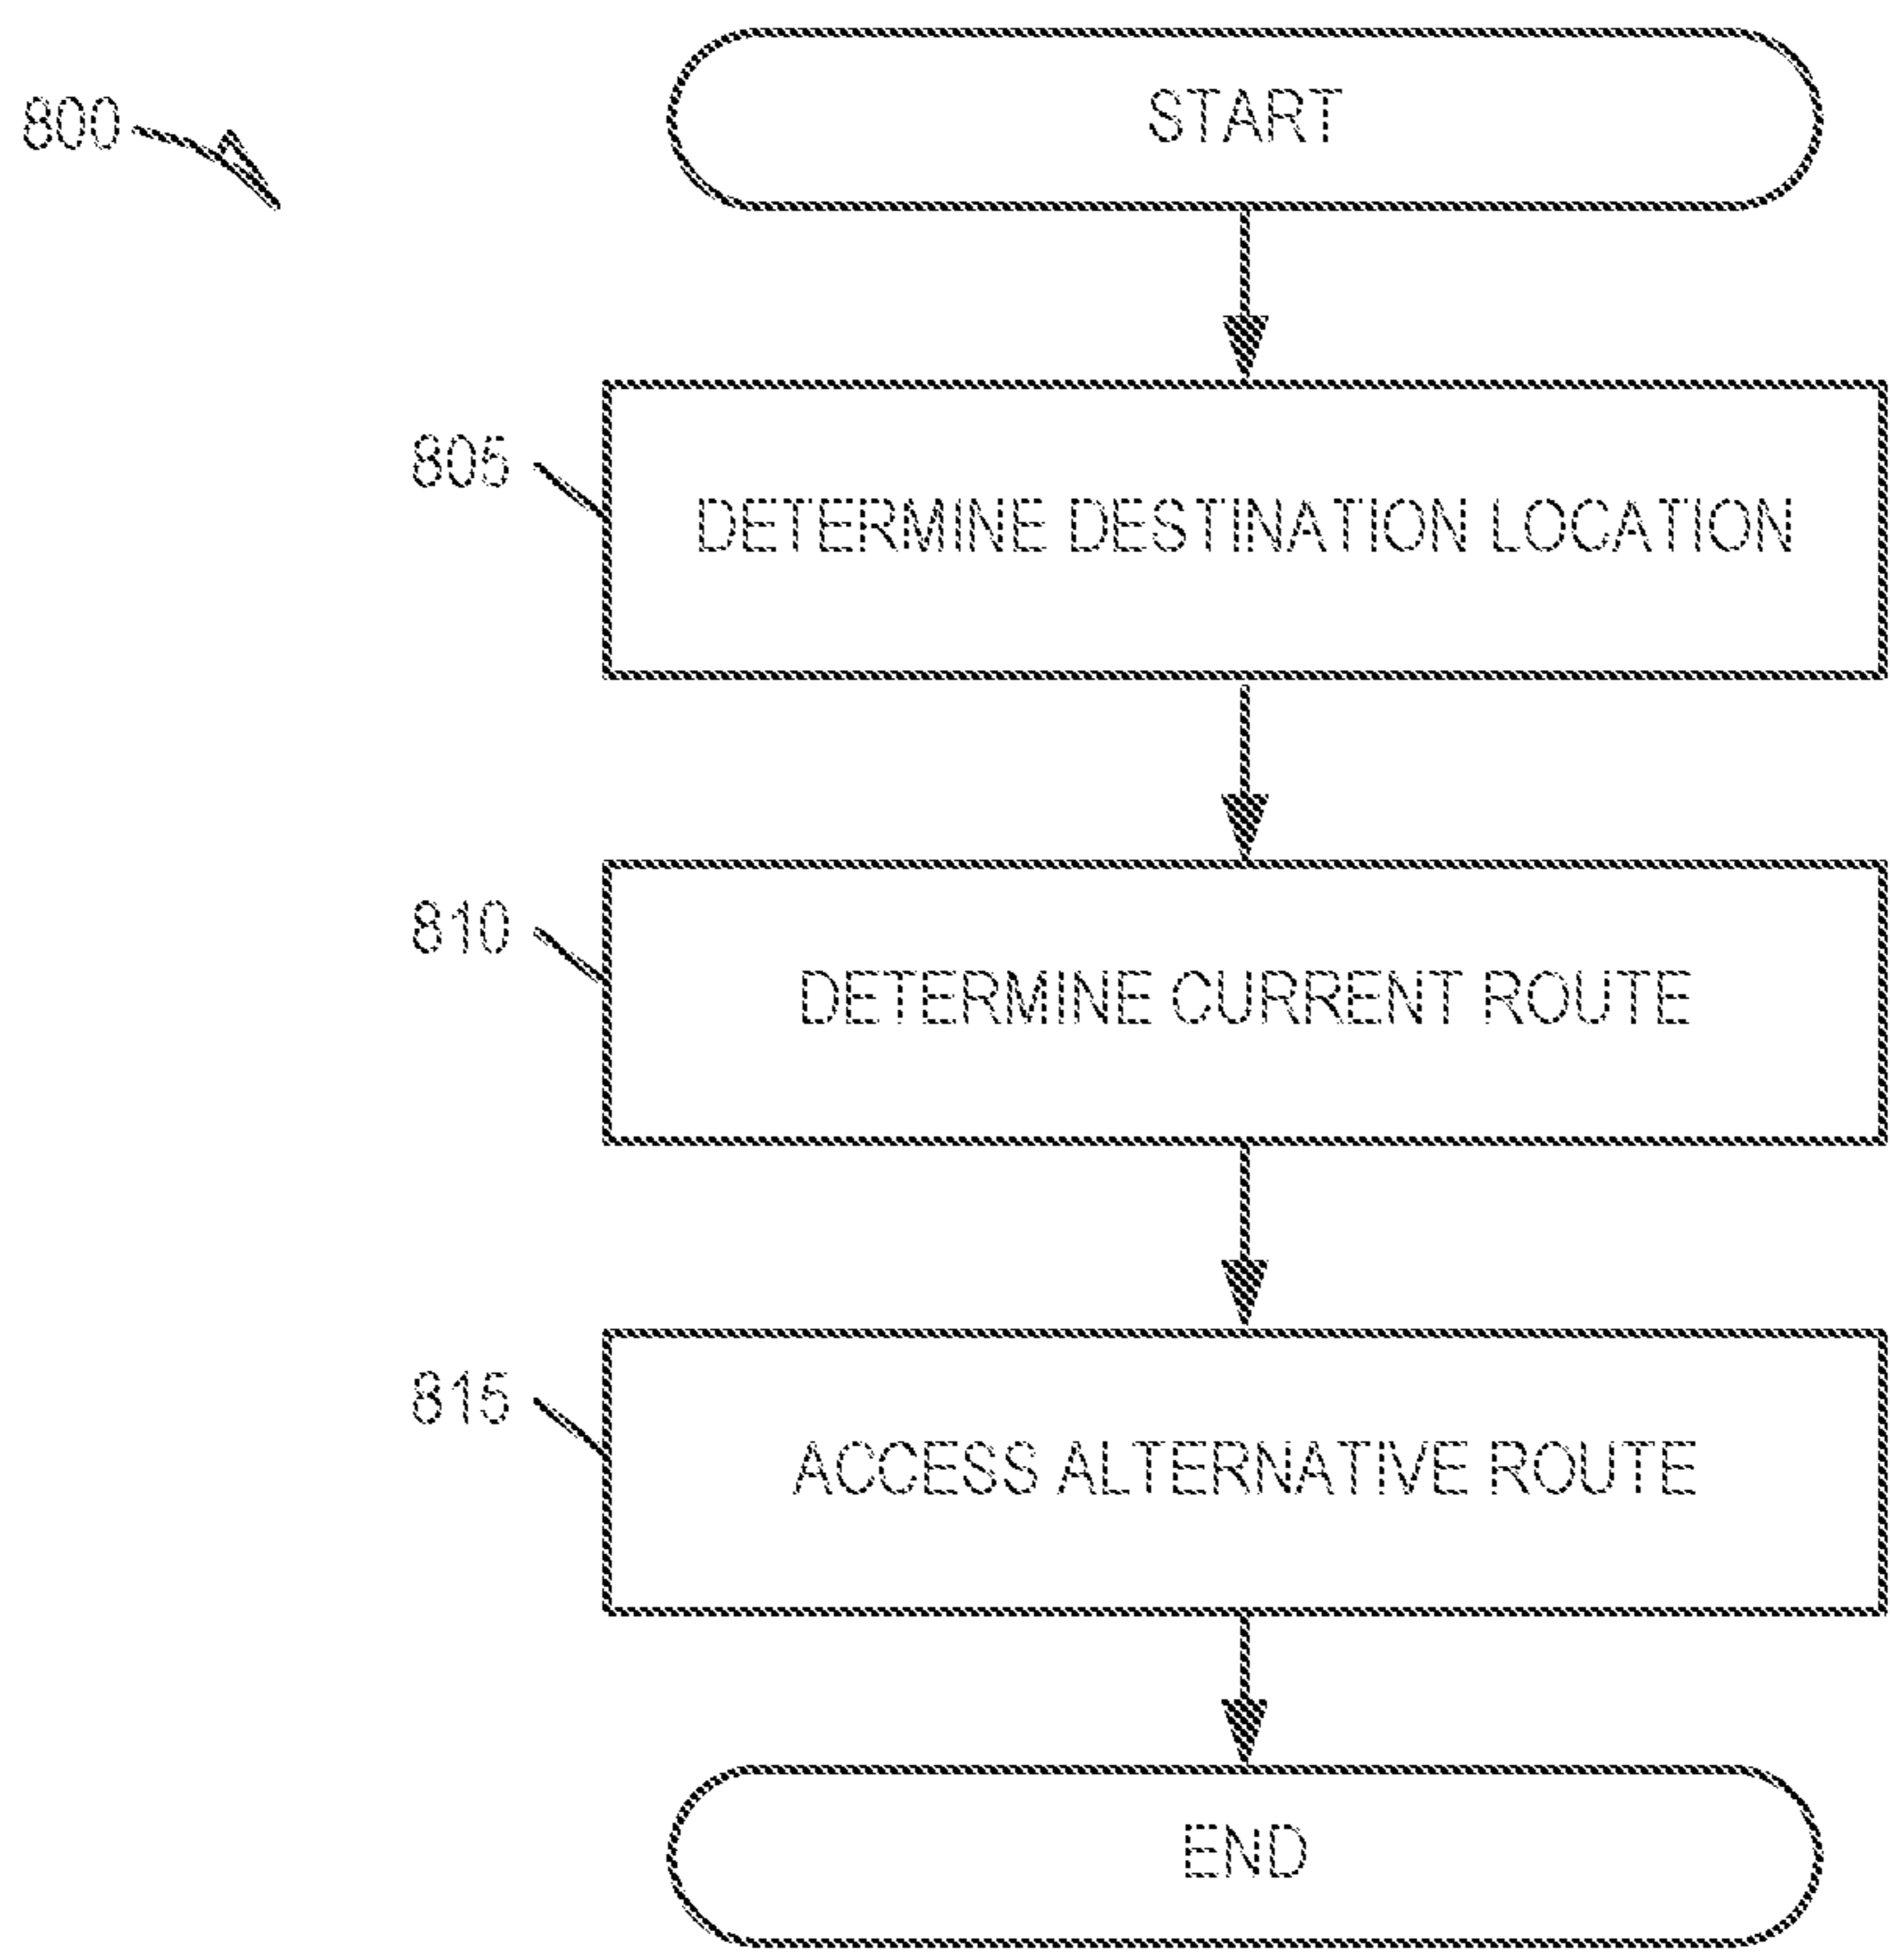 800
START
805
DETERMINE DESTINATION LOCATION
810
DETERMINE CURRENT ROUTE
815
ACCESS ALTERNATIVE ROUTE
END